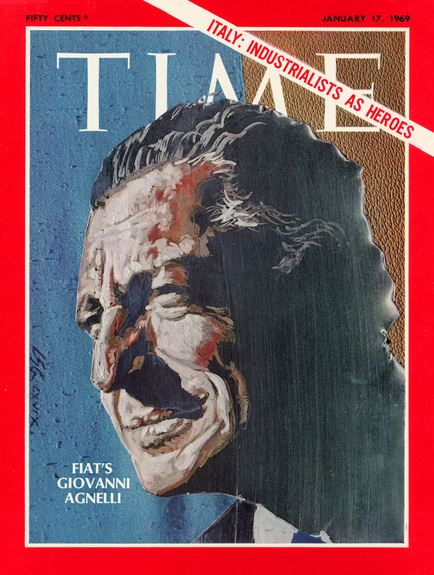 FIFTY CENTS
JANUARY 17, 1969
ITALY: INDUSTRIALISTS AS HEROES
TIME
FIAT'S
GIOVANNI
AGNELLI